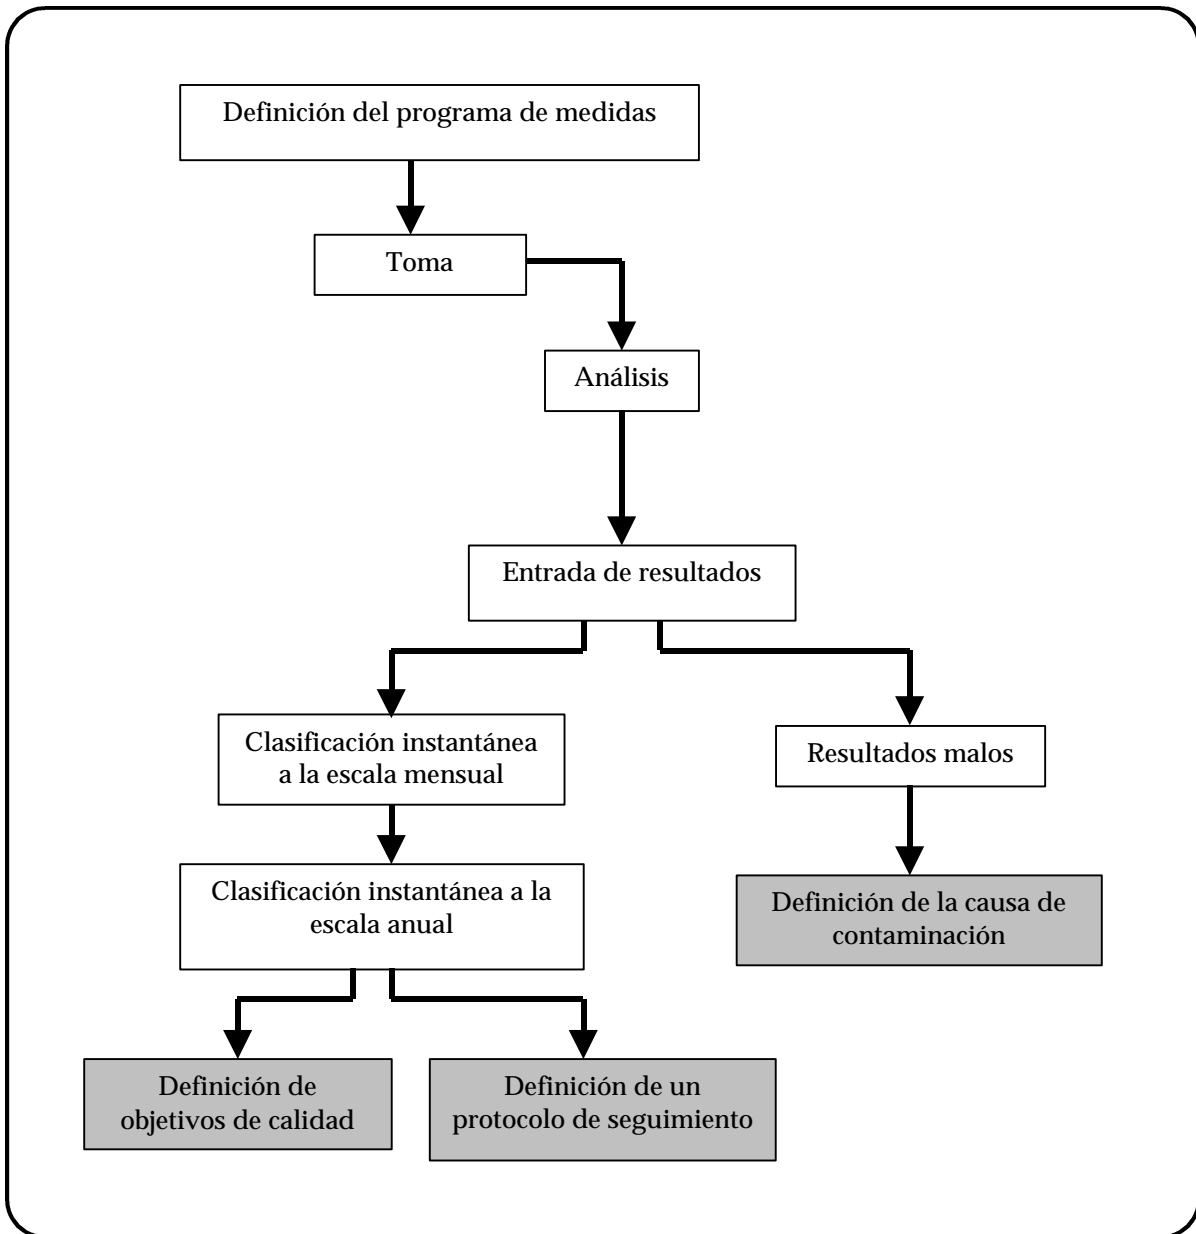 Definición del programa de medidas
Toma
Análisis
Entrada de resultados
Clasificación instantánea
a la escala mensual
Resultados malos
Clasificación instantánea a la
escala anual
Definición de la causa de
contaminación
Definición de
objetivos de calidad
Definición de un
protocolo de seguimiento